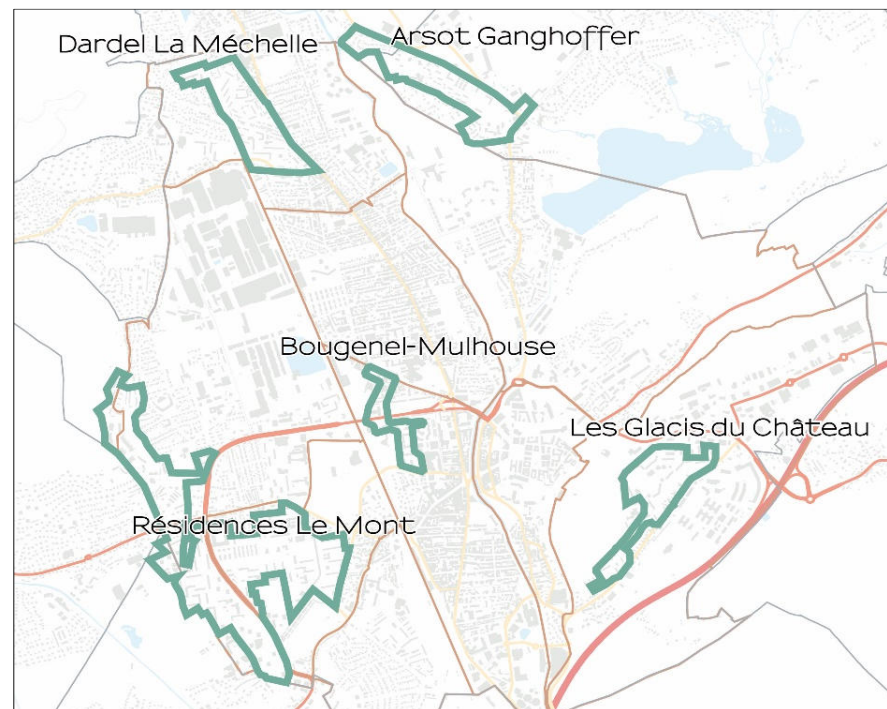 Dardel La Méchelle
Arsot Ganghoffer
Bougenel-Mulhouse
Les Glacis du Château
Résidences Le Mont